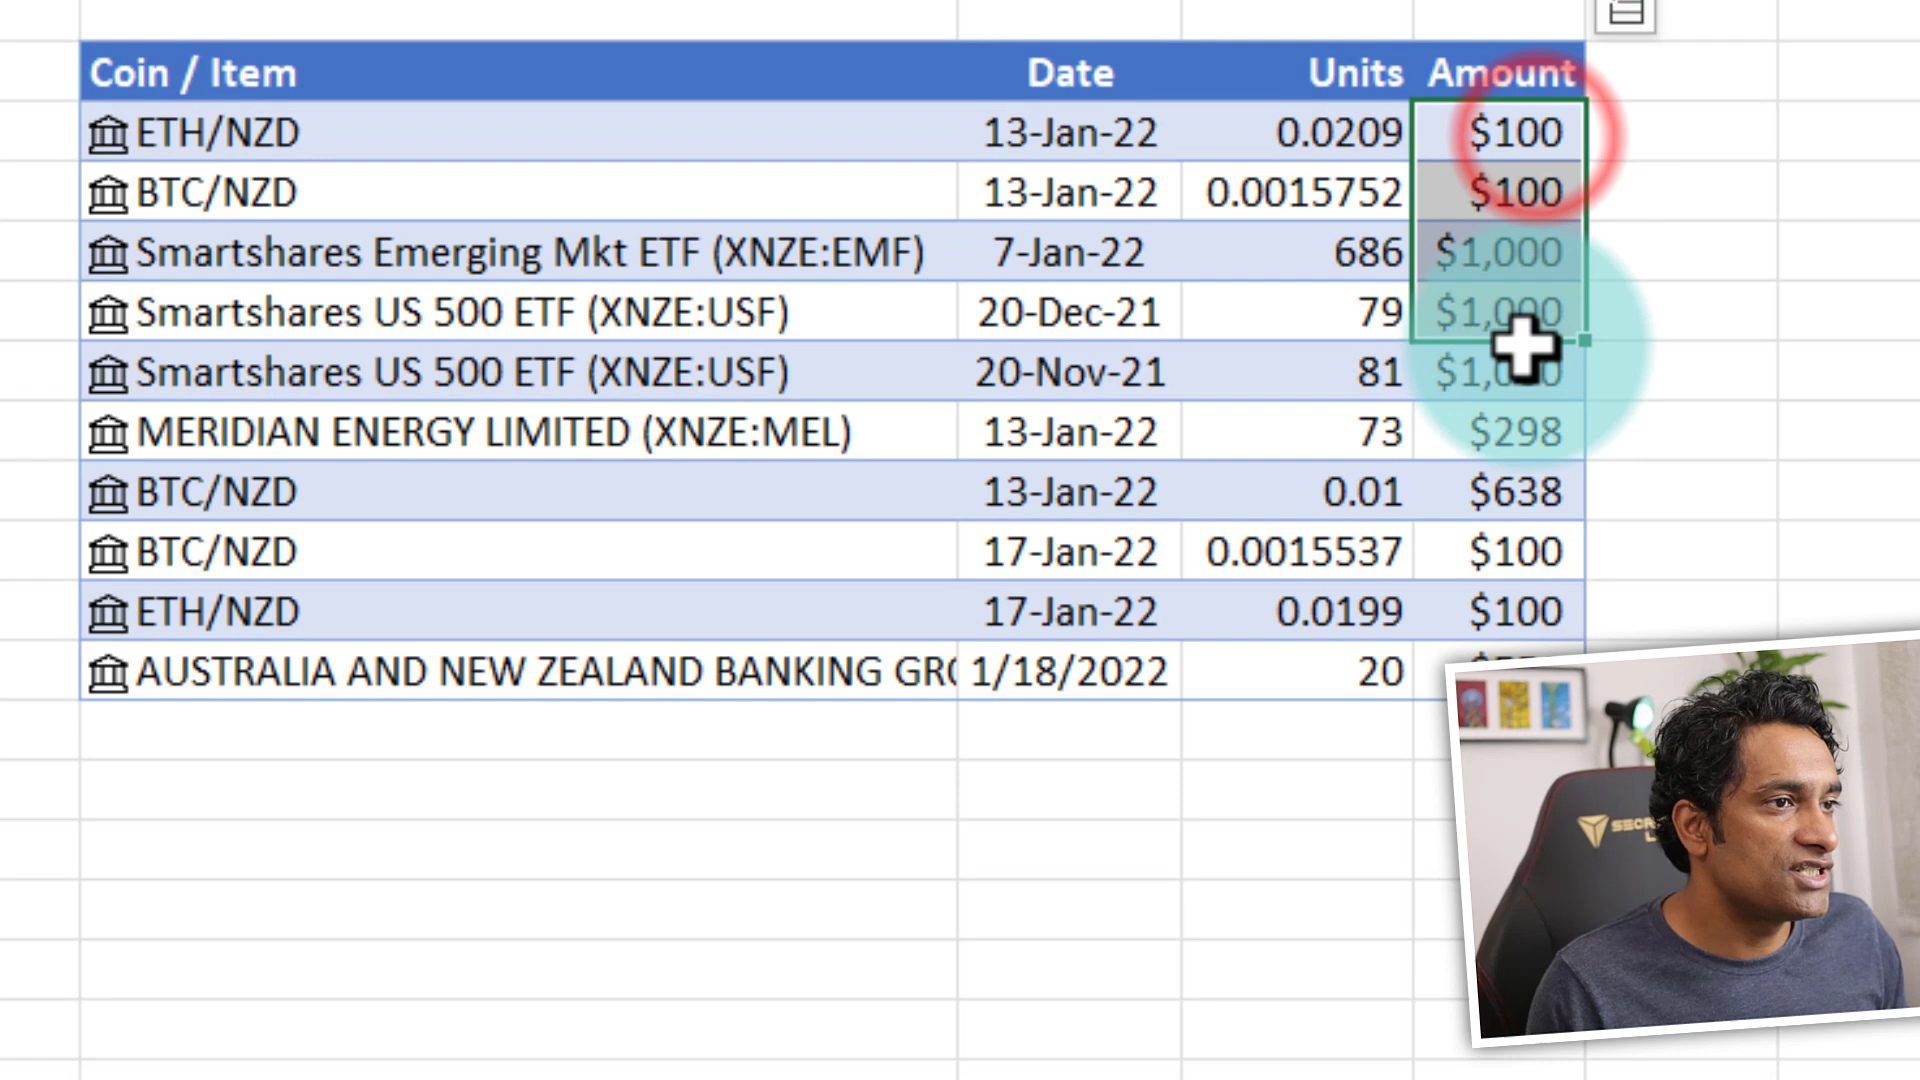 Coin / Item Date Units Amount
ETH/NZD 13-Jan-22 0.0209 $100
BTC/NZD 13-Jan-22 0.0015752 $100
Smartshares Emerging Mkt ETF (XNZE:EMF) 7-Jan-22 686 $1,000
Smartshares US 500 ETF (XNZE:USF) 20-Dec-21 79 $1,000
Smartshares US 500 ETF (XNZE:USF) 20-Nov-21 81
MERIDIAN ENERGY LIMITED (XNZE:MEL) 13-Jan-22 73 $298
BTC/NZD 13-Jan-22 0.01 $638
BTC/NZD 17-Jan-22 0.0015537 $100
ETH/NZD 17-Jan-22 0.0199 $100
AUSTRALIA AND NEW ZEALAND BANKING 1/18/2022 20